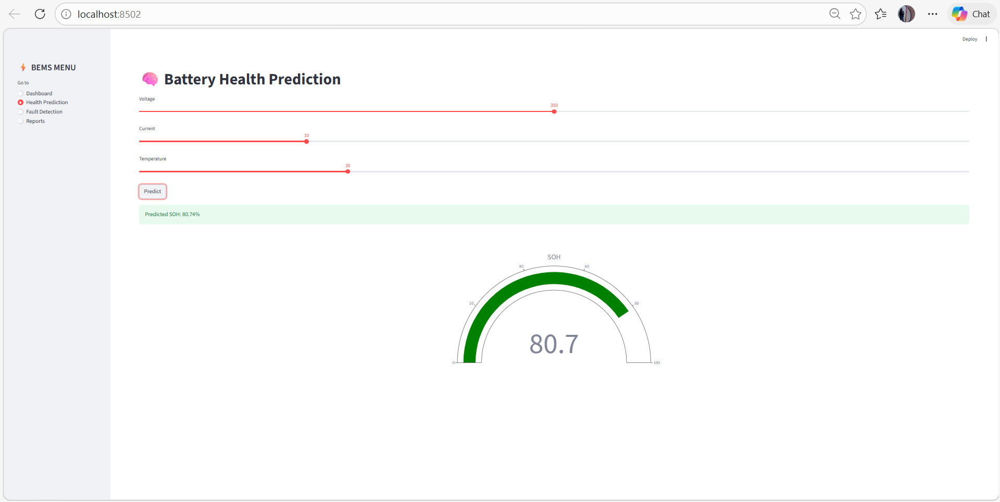 localhost:8502
Chat
Deploy
BEMS MENU
Go to
Dashboard
Health Prediction
Fault Detection
Reports
Battery Health Prediction
Voltage
350
Current
10
Temperature
30
Predict
Predicted SOH: 80.74%
SOH
40
60
20
80
80.7
0
100